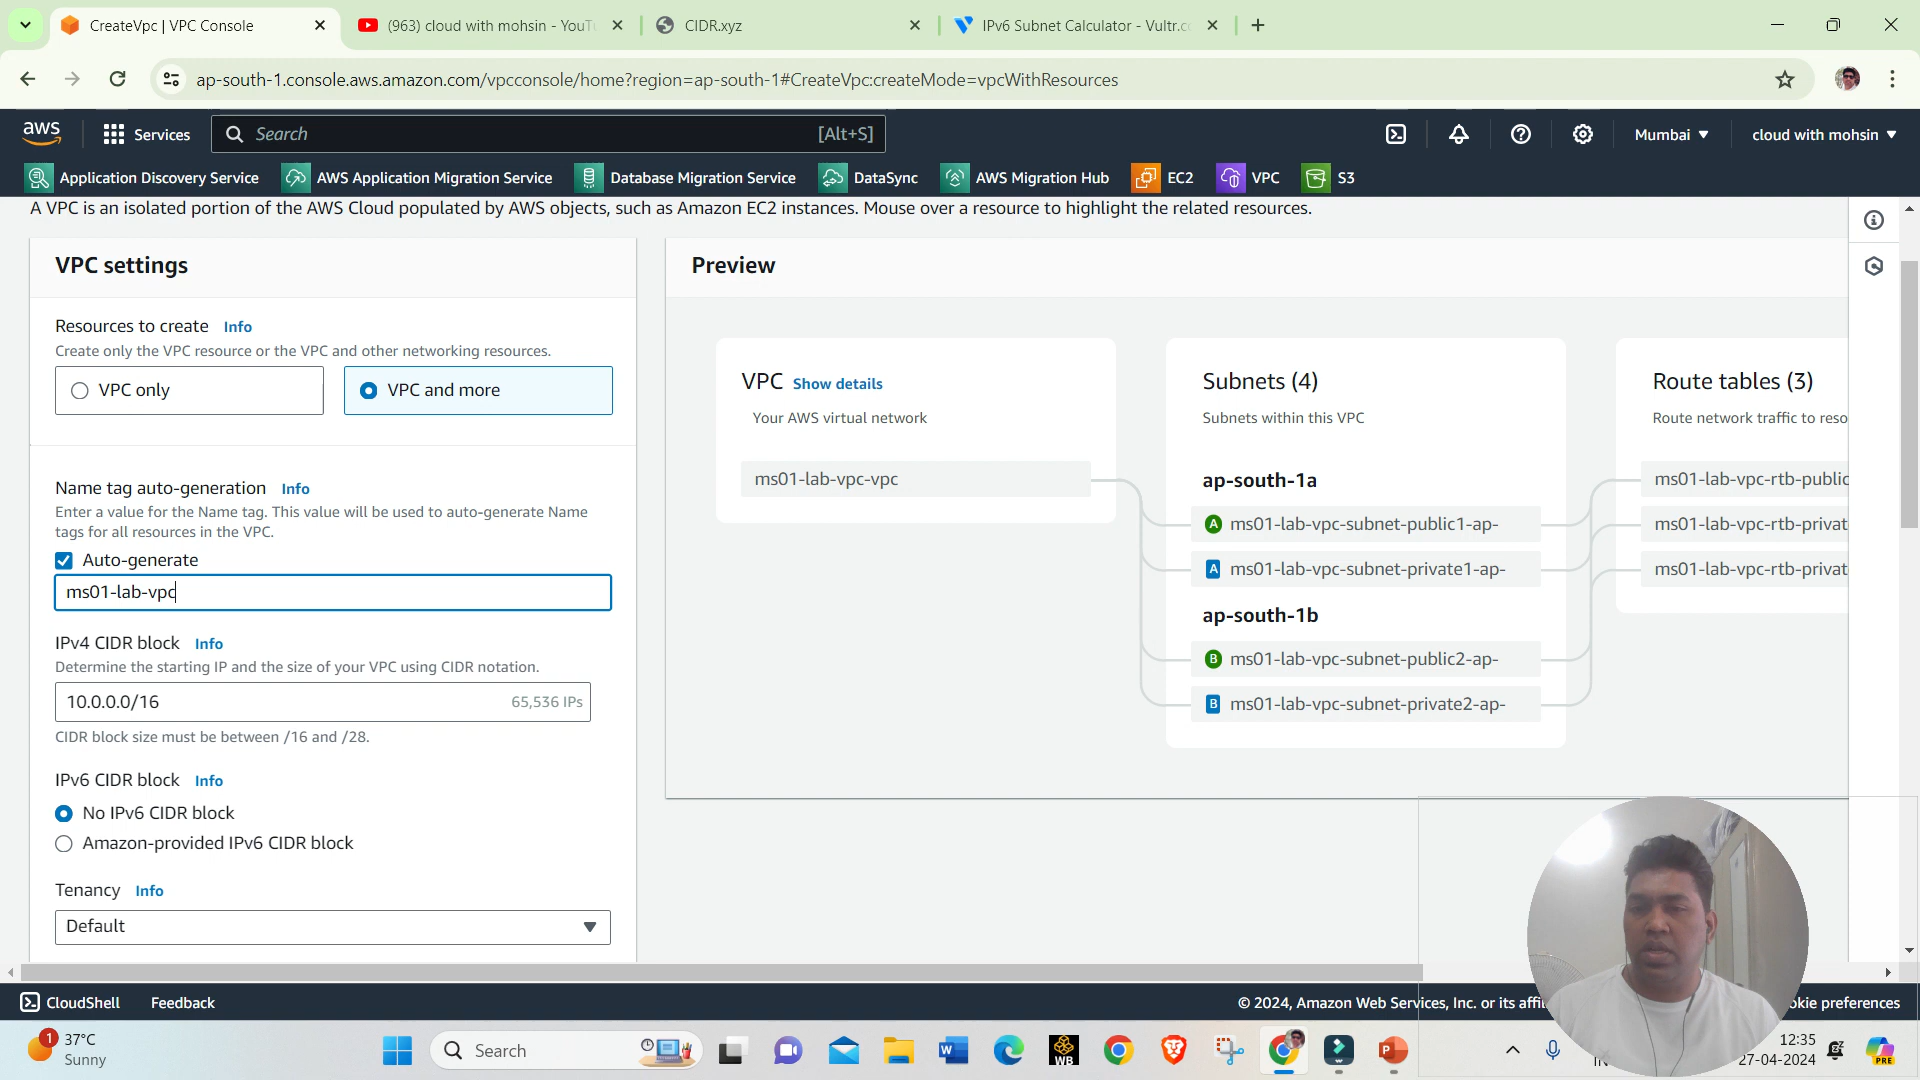 CreateVpc | VPC Console
(963) cloud with mohsin - YouT
CIDR.xyz
IPv6 Subnet Calculator - Vultr.c
ap-south-1.console.aws.amazon.com/vpcconsole/home?region=ap-south-1#CreateVpc:createMode=vpcWithResources
aws
Services
Search
[Alt+S]
Mumbai
cloud with mohsin
Application Discovery Service
AWS Application Migration Service
Database Migration Service
DataSync
AWS Migration Hub
EC2
VPC
S3
A VPC is an isolated portion of the AWS Cloud populated by AWS objects, such as Amazon EC2 instances. Mouse over a resource to highlight the related resources.
VPC settings
Resources to create Info
Create only the VPC resource or the VPC and other networking resources.
VPC only
VPC and more
Name tag auto-generation Info
Enter a value for the Name tag. This value will be used to auto-generate Name
tags for all resources in the VPC.
Auto-generate
ms01-lab-vpc
IPv4 CIDR block Info
Determine the starting IP and the size of your VPC using CIDR notation.
10.0.0.0/16
65,536 IPs
CIDR block size must be between /16 and /28.
IPv6 CIDR block Info
No IPv6 CIDR block
Amazon-provided IPv6 CIDR block
Tenancy Info
Default
Preview
VPC Show details
Your AWS virtual network
ms01-lab-vpc-vpc
Subnets (4)
Subnets within this VPC
ap-south-1a
A ms01-lab-vpc-subnet-public1-ap-
A ms01-lab-vpc-subnet-private1-ap-
ap-south-1b
B ms01-lab-vpc-subnet-public2-ap-
B ms01-lab-vpc-subnet-private2-ap-
Route tables (3)
Route network traffic to reso
ms01-lab-vpc-rtb-public
ms01-lab-vpc-rtb-privat
ms01-lab-vpc-rtb-privat
CloudShell
Feedback
© 2024, Amazon Web Services, Inc. or its affi
okie preferences
1
37°C
Sunny
Search
W
WB
P
12:35
27-04-2024
PRE